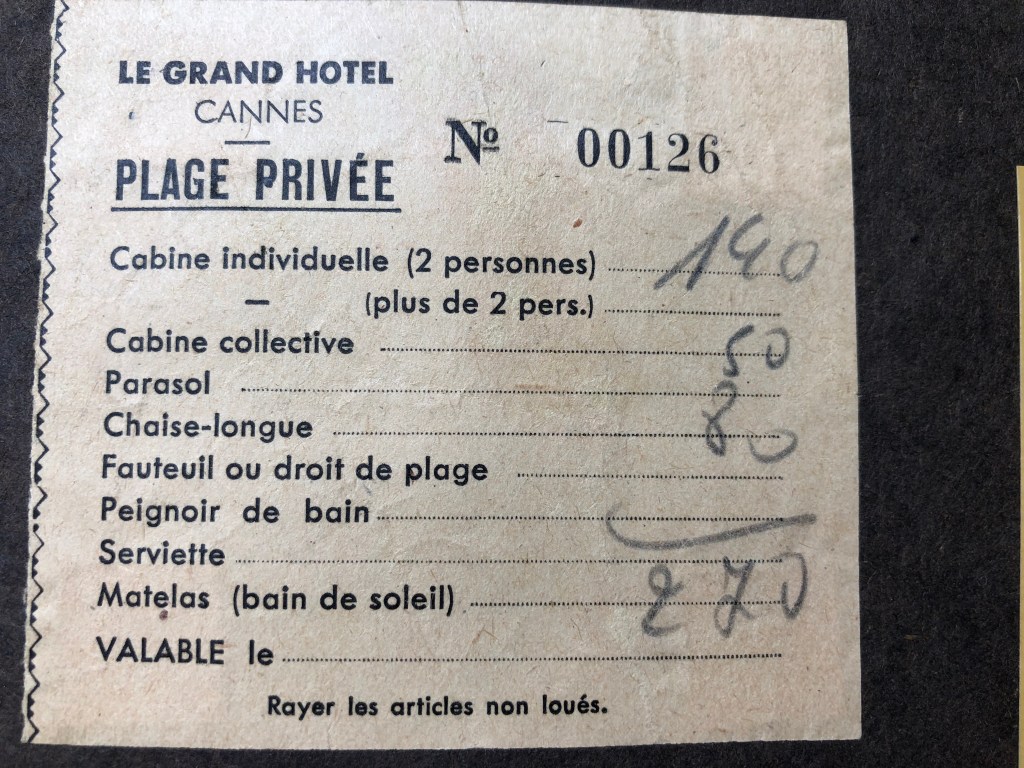 LE GRAND HOTEL
CANNES
PLAGE PRIVÉE
Nº 00126
Cabine individuelle (2 personnes) 140
— (plus de 2 pers.)
Cabine collective 50
Parasol
Chaise-longue 80
Fauteuil ou droit de plage
Peignoir de bain
Serviette
Matelas (bain de soleil) 270
VALABLE le
Rayer les articles non loués.